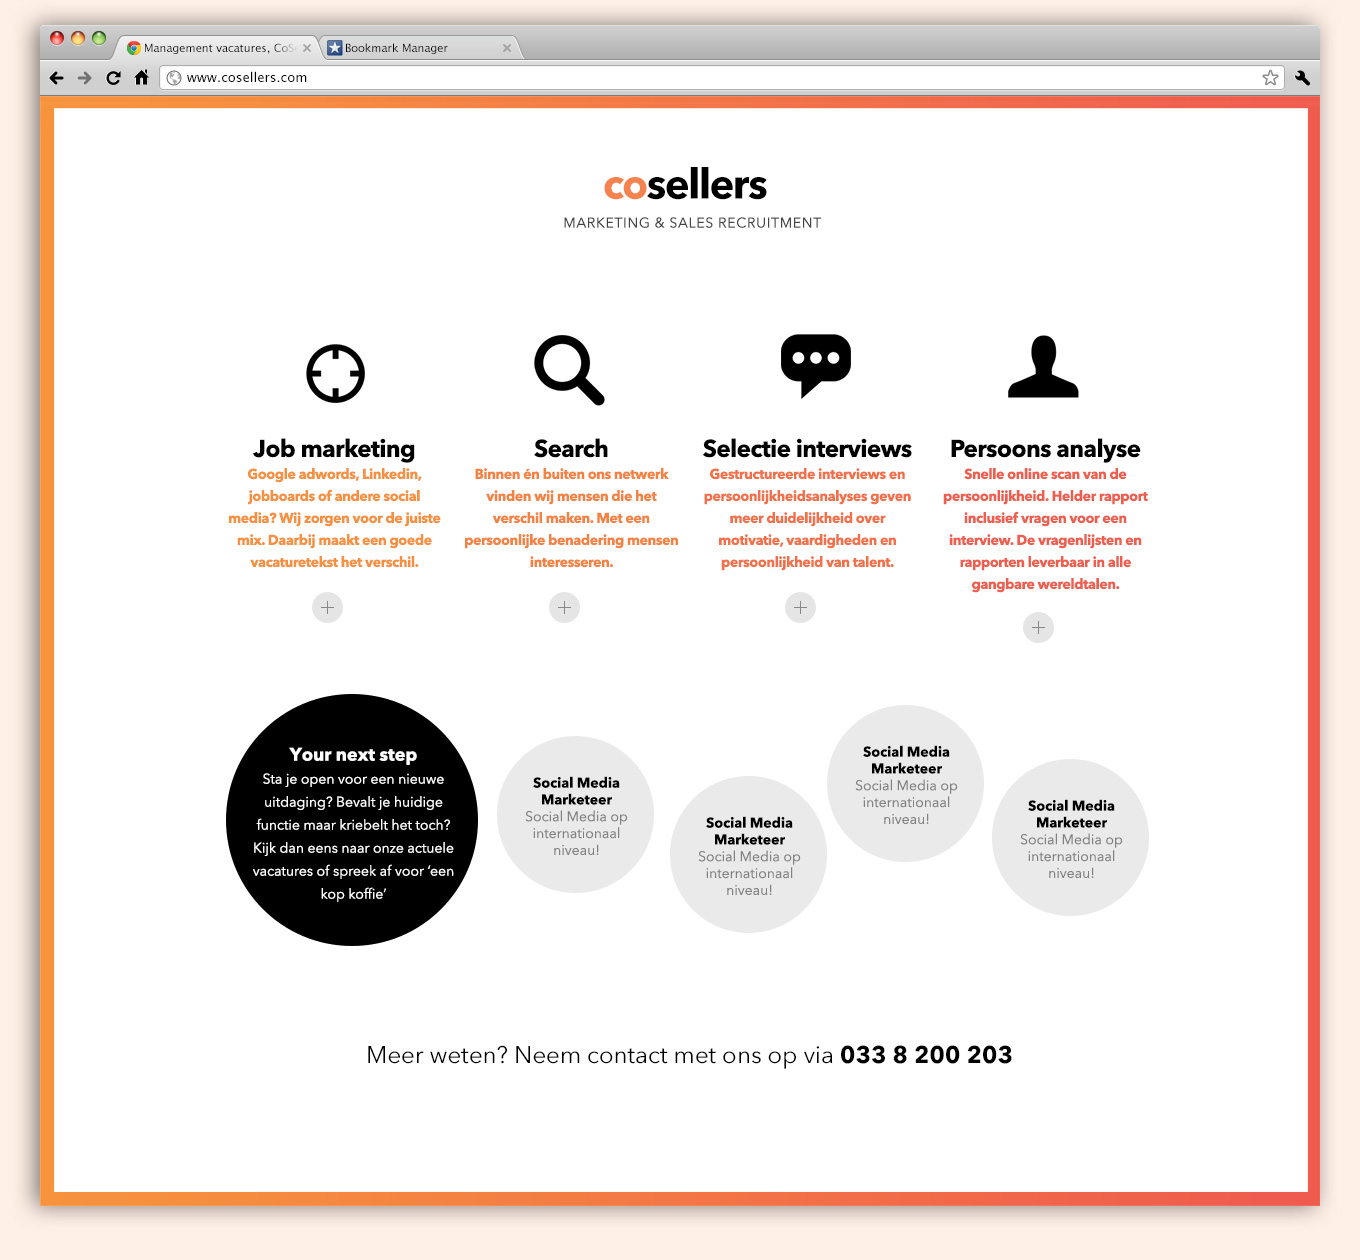 Management vacatures, CoSe
Bookmark Manager
www.cosellers.com
cosellers
MARKETING & SALES RECRUITMENT
Job marketing
Google adwords, Linkedin,
jobboards of andere social
media? Wij zorgen voor de juiste
mix. Daarbij maakt een goede
vacaturetekst het verschil.
Search
Binnen én buiten ons netwerk
vinden wij mensen die het
verschil maken. Met een
persoonlijke benadering mensen
interesseren.
Selectie interviews
Gestructureerde interviews en
persoonlijkheidsanalyses geven
meer duidelijkheid over
motivatie, vaardigheden en
persoonlijkheid van talent.
Persoons analyse
Snelle online scan van de
persoonlijkheid. Helder rapport
inclusief vragen voor een
interview. De vragenlijsten en
rapporten leverbaar in alle
gangbare wereldtalen.
Your next step
Sta je open voor een nieuwe
uitdaging? Bevalt je huidige
functie maar kriebelt het toch?
Kijk dan eens naar onze actuele
vacatures of spreek af voor ‘een
kop koffie’
Social Media
Marketeer
Social Media op
internationaal
niveau!
Social Media
Marketeer
Social Media op
internationaal
niveau!
Social Media
Marketeer
Social Media op
internationaal
niveau!
Social Media
Marketeer
Social Media op
internationaal
niveau!
Meer weten? Neem contact met ons op via 033 8 200 203